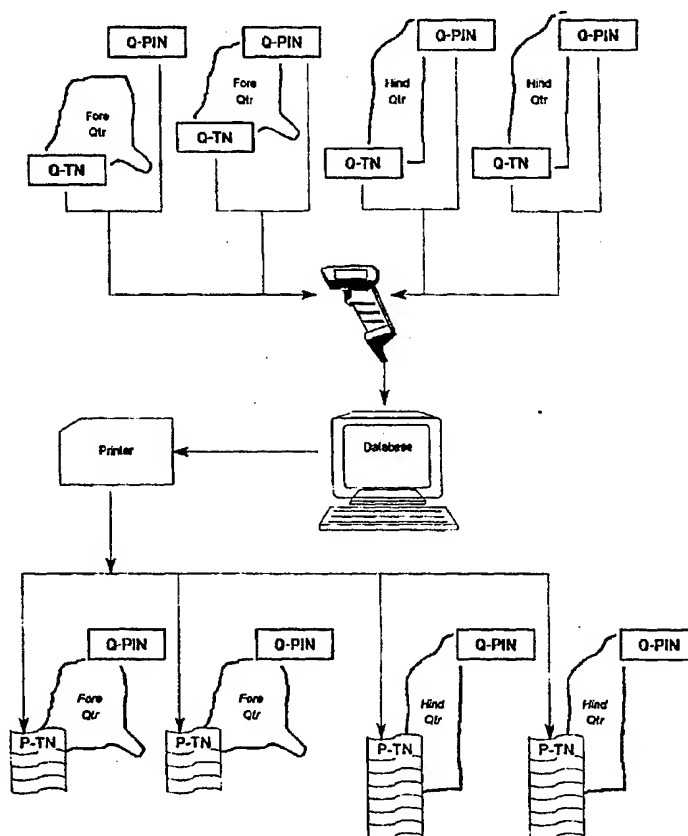 Q-PIN
Q-PIN
Q-PIN
Q-PIN
Fore
Qtr
Fore
Qtr
Hind
Qtr
Hind
Qtr
Q-TN
Q-TN
Q-TN
Q-TN
Printer
Database
Q-PIN
Q-PIN
Q-PIN
Q-PIN
Fore
Qtr
Fore
Qtr
Hind
Qtr
Hind
Qtr
P-TN
P-TN
P-TN
P-TN